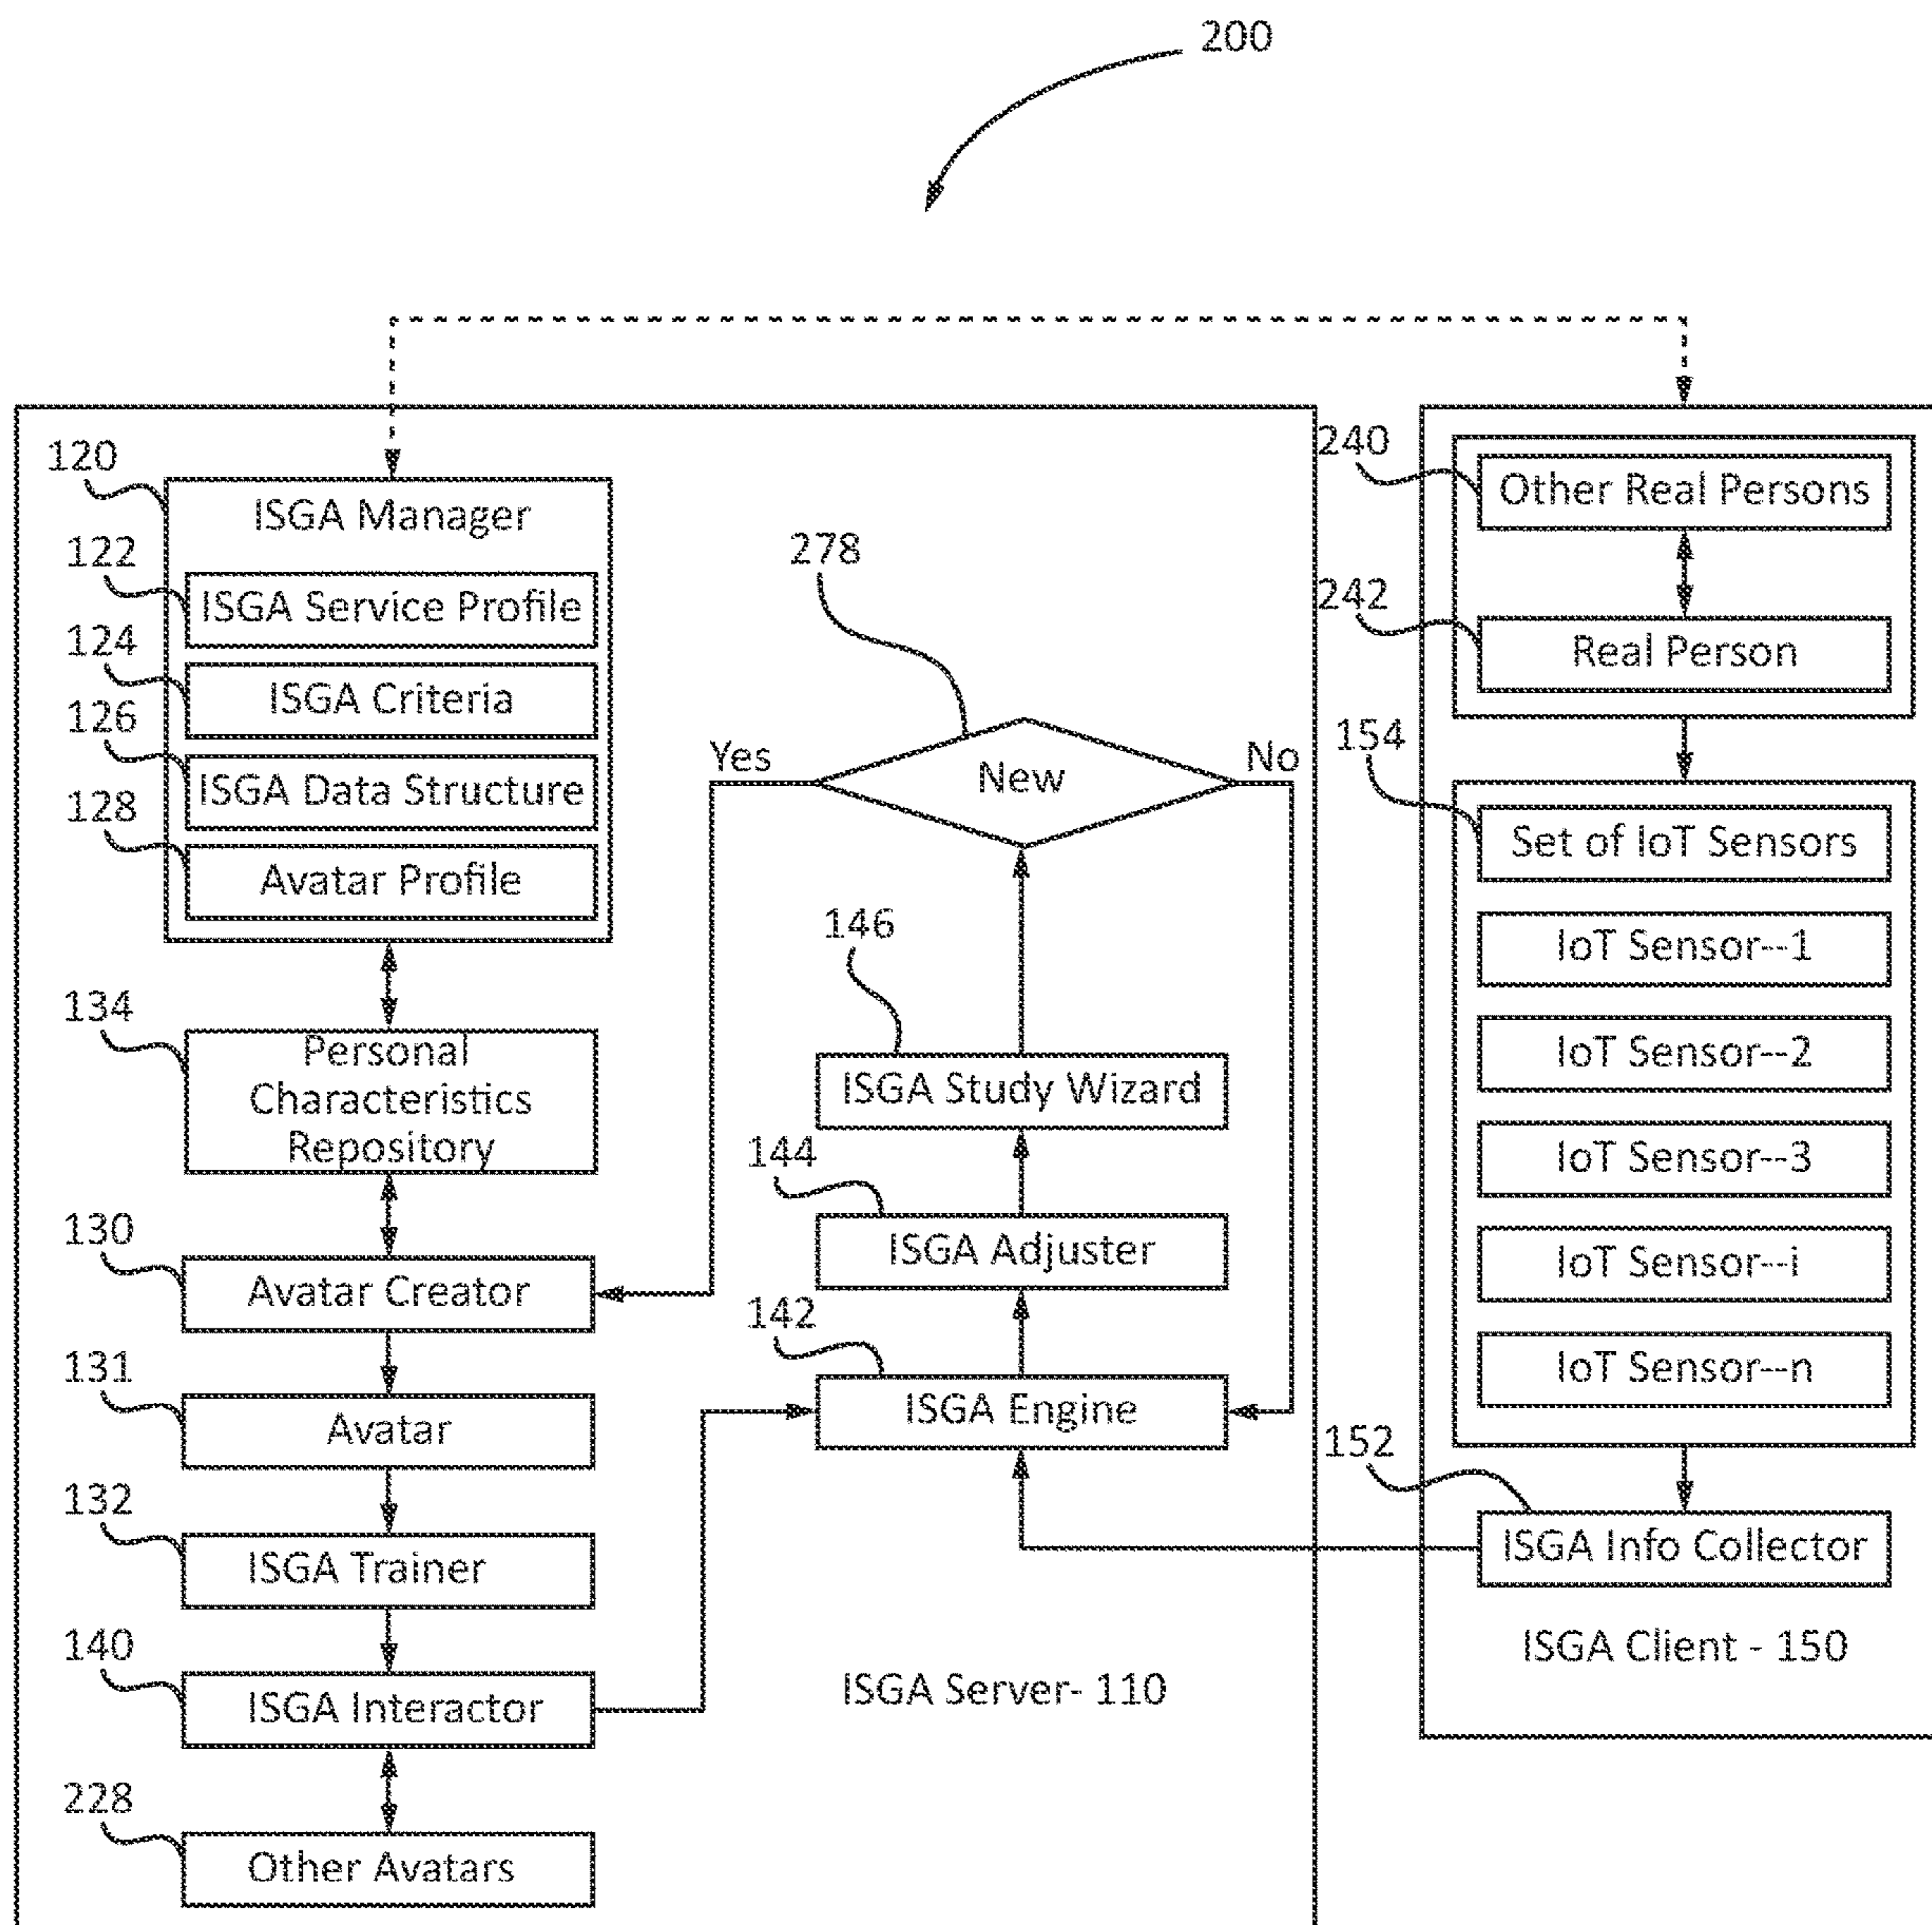 200
120
ISGA Manager
122
ISGA Service Profile
124
ISGA Criteria
126
ISGA Data Structure
128
Avatar Profile
134
Personal
Characteristics
Repository
130
Avatar Creator
131
Avatar
132
ISGA Trainer
140
ISGA Interactor
228
Other Avatars
278
Yes
New
No
146
ISGA Study Wizard
144
ISGA Adjuster
142
ISGA Engine
ISGA Server- 110
240
Other Real Persons
242
Real Person
154
Set of IoT Sensors
IoT Sensor--1
IoT Sensor--2
IoT Sensor--3
IoT Sensor--i
IoT Sensor--n
152
ISGA Info Collector
ISGA Client - 150